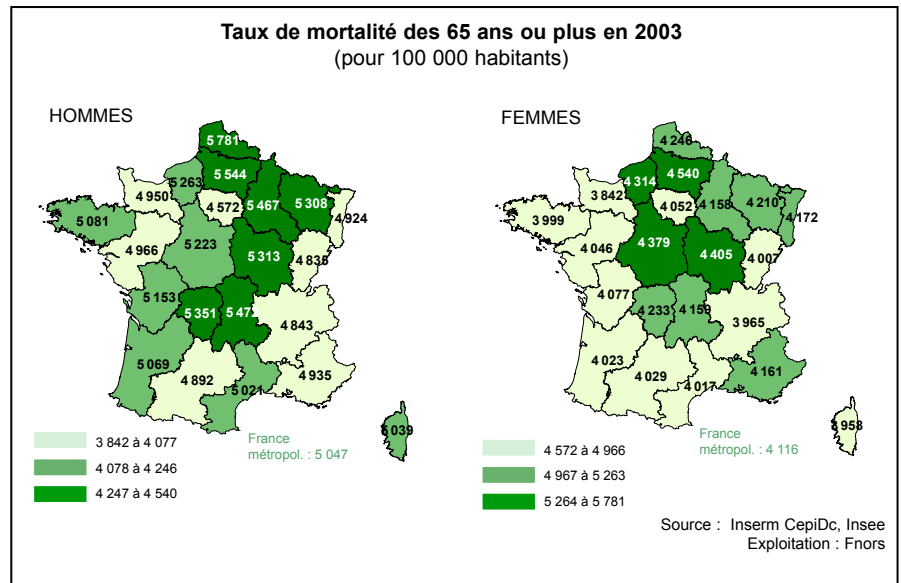 Taux de mortalité des 65 ans ou plus en 2003
(pour 100 000 habitants)
HOMMES
5 781
5 544
5 263
4 950
4 572
5 467
5 308
4 924
5 081
4 966
5 223
5 313
4 835
5 153
5 351
5 47
4 843
5 069
4 892
5 021
4 935
5 039
France
métropol. : 5 047
3 842 à 4 077
4 078 à 4 246
4 247 à 4 540
FEMMES
4 246
4 540
4 314
3 842
4 052
4 158
4 210
4 172
3 999
4 046
4 379
4 405
4 007
4 077
4 233
4 159
3 965
4 023
4 029
4 017
4 161
3 958
France
métropol. : 4 116
4 572 à 4 966
4 967 à 5 263
5 264 à 5 781
Source : Inserm CepiDc, Insee
Exploitation : Fnors